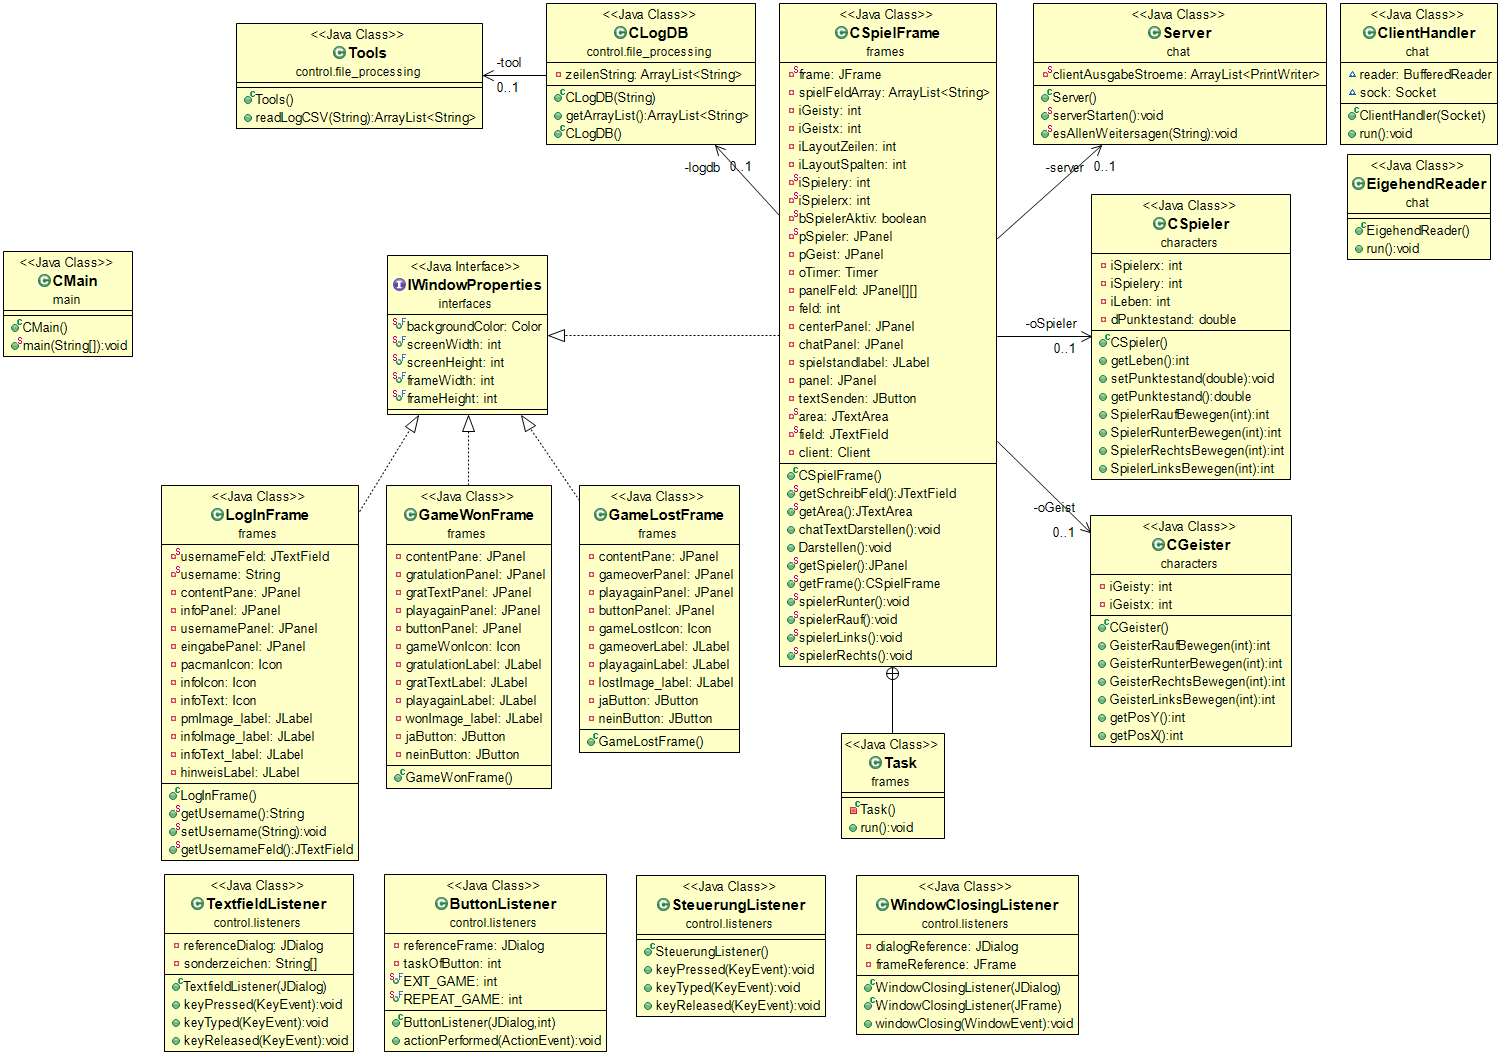 <<Java Class>>
Tools
control.file_processing
Tools()
readLogCSV(String):ArrayList<String>
-tool
0..1
<<Java Class>>
CLogDB
control.file_processing
zeilenString: ArrayList<String>
CLogDB(String)
getArrayList():ArrayList<String>
CLogDB()
-logdb
0..1
<<Java Class>>
CSpielFrame
frames
frame: JFrame
spielFeldArray: ArrayList<String>
iGeisty: int
iGeistx: int
iLayoutZeilen: int
iLayoutSpalten: int
iSpielery: int
iSpielerx: int
bSpielerAktiv: boolean
pSpieler: JPanel
pGeist: JPanel
oTimer: Timer
panelFeld: JPanel[][]
feld: int
centerPanel: JPanel
chatPanel: JPanel
spielstandlabel: JLabel
panel: JPanel
textSenden: JButton
area: JTextArea
field: JTextField
client: Client
CSpielFrame()
getSchreibFeld():JTextField
getArea():JTextArea
chatTextDarstellen():void
Darstellen():void
getSpieler():JPanel
getFrame():CSpielFrame
spielerRunter():void
spielerRauf():void
spielerLinks():void
spielerRechts():void
<<Java Class>>
Server
chat
clientAusgabeStroeme: ArrayList<PrintWriter>
Server()
serverStarten():void
esAllenWeitersagen(String):void
-server
0..1
<<Java Class>>
ClientHandler
chat
reader: BufferedReader
sock: Socket
ClientHandler(Socket)
run():void
<<Java Class>>
EigehendReader
chat
EigehendReader()
run():void
<<Java Class>>
CSpieler
characters
iSpielerx: int
iSpielery: int
iLeben: int
dPunktestand: double
CSpieler()
getLeben():int
setPunktestand(double):void
getPunktestand():double
SpielerRaufBewegen(int):int
SpielerRunterBewegen(int):int
SpielerRechtsBewegen(int):int
SpielerLinksBewegen(int):int
-oSpieler
0..1
<<Java Class>>
CMain
main
CMain()
main(String[]):void
<<Java Interface>>
IWindowProperties
interfaces
backgroundColor: Color
screenWidth: int
screenHeight: int
frameWidth: int
frameHeight: int
-oGeist
0..1
<<Java Class>>
CGeister
characters
iGeisty: int
iGeistx: int
CGeister()
GeisterRaufBewegen(int):int
GeisterRunterBewegen(int):int
GeisterRechtsBewegen(int):int
GeisterLinksBewegen(int):int
getPosY():int
getPosX():int
<<Java Class>>
LogInFrame
frames
usernameFeld: JTextField
username: String
contentPane: JPanel
infoPanel: JPanel
usernamePanel: JPanel
eingabePanel: JPanel
pacmanIcon: Icon
infoIcon: Icon
infoText: Icon
pmImage_label: JLabel
infoImage_label: JLabel
infoText_label: JLabel
hinweisLabel: JLabel
LogInFrame()
getUsername():String
setUsername(String):void
getUsernameFeld():JTextField
<<Java Class>>
GameWonFrame
frames
contentPane: JPanel
gratulationPanel: JPanel
gratTextPanel: JPanel
playagainPanel: JPanel
buttonPanel: JPanel
gameWonIcon: Icon
gratulationLabel: JLabel
gratTextLabel: JLabel
playagainLabel: JLabel
wonImage_label: JLabel
jaButton: JButton
neinButton: JButton
GameWonFrame()
<<Java Class>>
GameLostFrame
frames
contentPane: JPanel
gameoverPanel: JPanel
playagainPanel: JPanel
buttonPanel: JPanel
gameLostIcon: Icon
gameoverLabel: JLabel
playagainLabel: JLabel
lostImage_label: JLabel
jaButton: JButton
neinButton: JButton
GameLostFrame()
<<Java Class>>
Task
frames
Task()
run():void
<<Java Class>>
TextfieldListener
control.listeners
referenceDialog: JDialog
sonderzeichen: String[]
TextfieldListener(JDialog)
keyPressed(KeyEvent):void
keyTyped(KeyEvent):void
keyReleased(KeyEvent):void
<<Java Class>>
ButtonListener
control.listeners
referenceFrame: JDialog
taskOfButton: int
EXIT_GAME: int
REPEAT_GAME: int
ButtonListener(JDialog,int)
actionPerformed(ActionEvent):void
<<Java Class>>
SteuerungListener
control.listeners
SteuerungListener()
keyPressed(KeyEvent):void
keyTyped(KeyEvent):void
keyReleased(KeyEvent):void
<<Java Class>>
WindowClosingListener
control.listeners
dialogReference: JDialog
frameReference: JFrame
WindowClosingListener(JDialog)
WindowClosingListener(JFrame)
windowClosing(WindowEvent):void